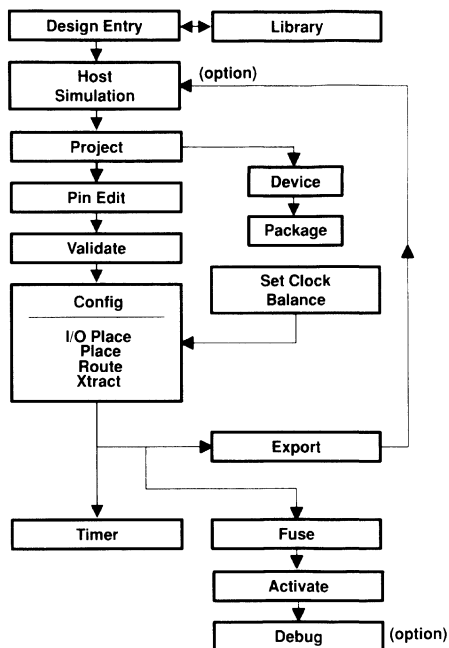 Design Entry
Library
Host
Simulation
(option)
Project
Device
Pin Edit
Package
Validate
Set Clock
Balance
Config
I/O Place
Place
Route
Xtract
Export
Timer
Fuse
Activate
Debug
(option)